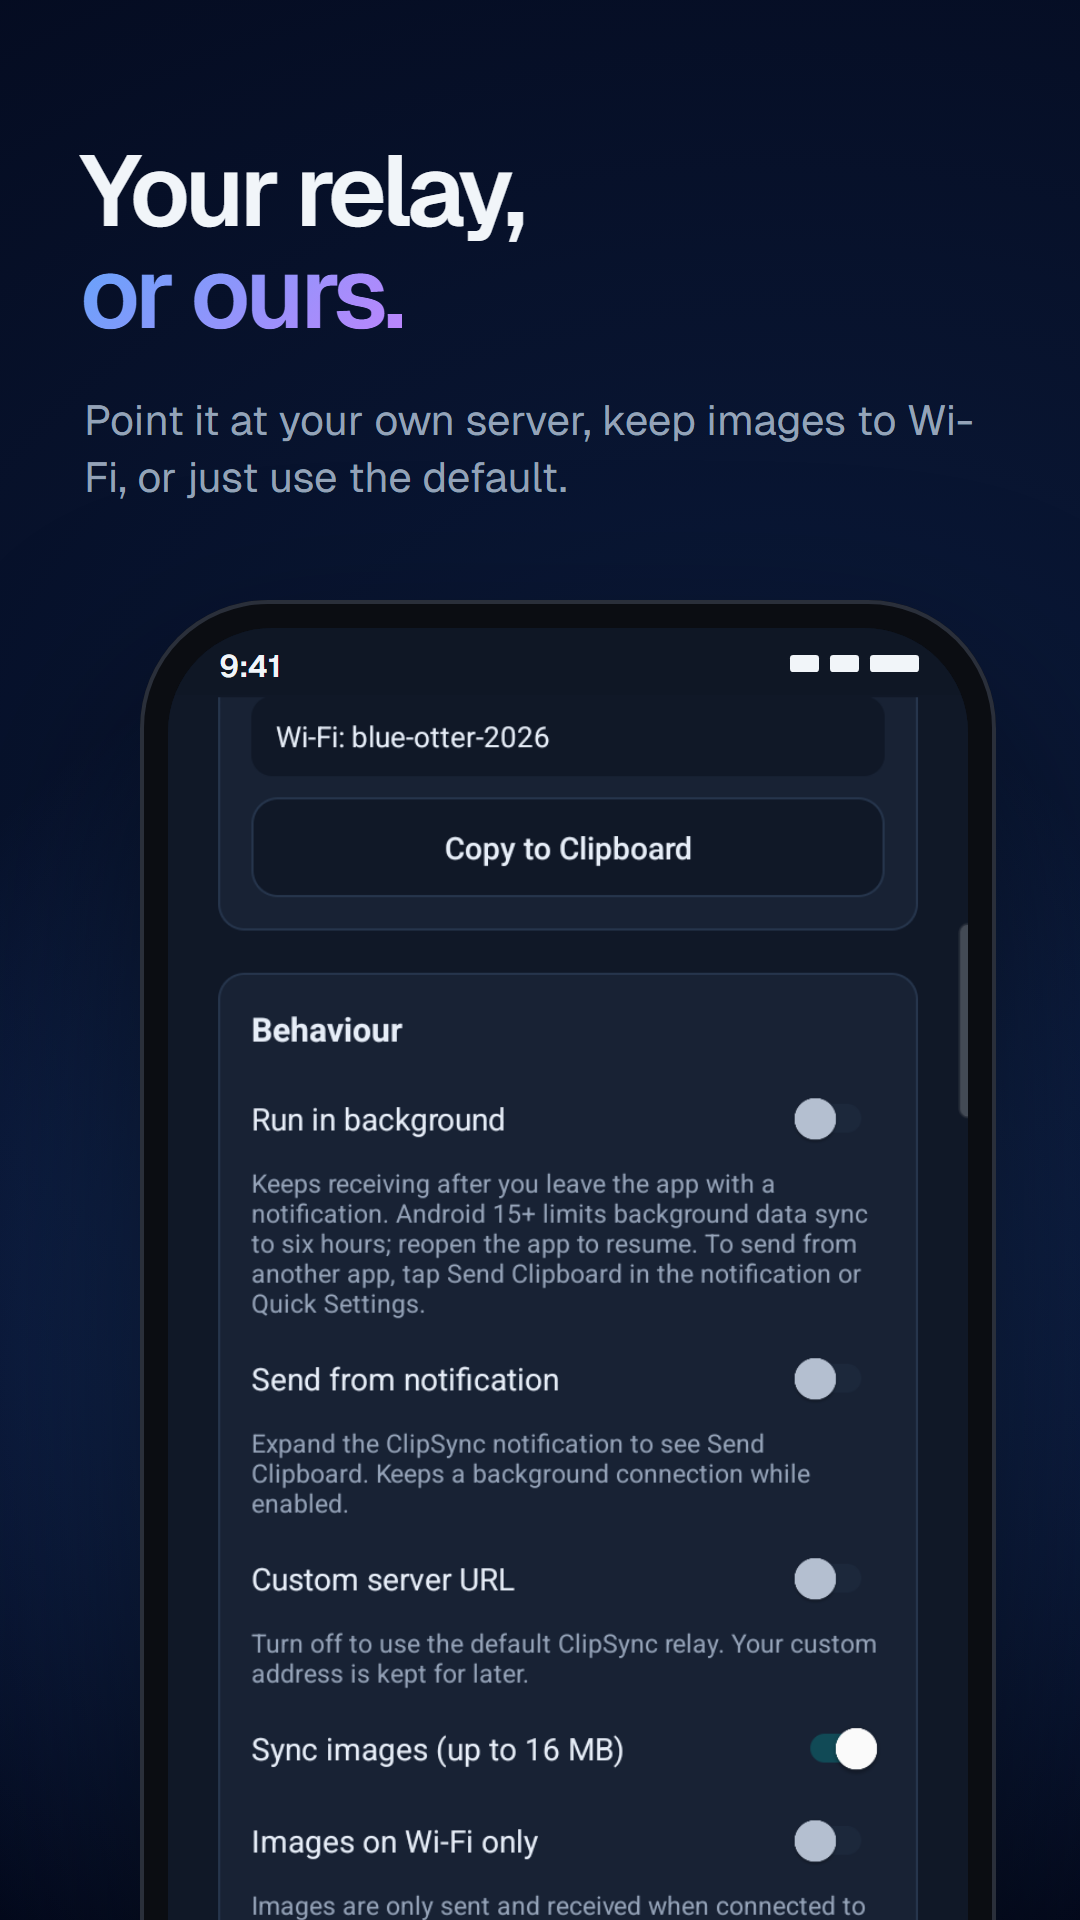 Your relay,
or ours.
Point it at your own server, keep images to Wi-
Fi, or just use the default.
9:41
Wi-Fi: blue-otter-2026
Copy to Clipboard
Behaviour
Run in background
Keeps receiving after you leave the app with a
notification. Android 15+ limits background data sync
to six hours; reopen the app to resume. To send from
another app, tap Send Clipboard in the notification or
Quick Settings.
Send from notification
Expand the ClipSync notification to see Send
Clipboard. Keeps a background connection while
enabled.
Custom server URL
Turn off to use the default ClipSync relay. Your custom
address is kept for later.
Sync images (up to 16 MB)
Images on Wi-Fi only
Images are only sent and received when connected to